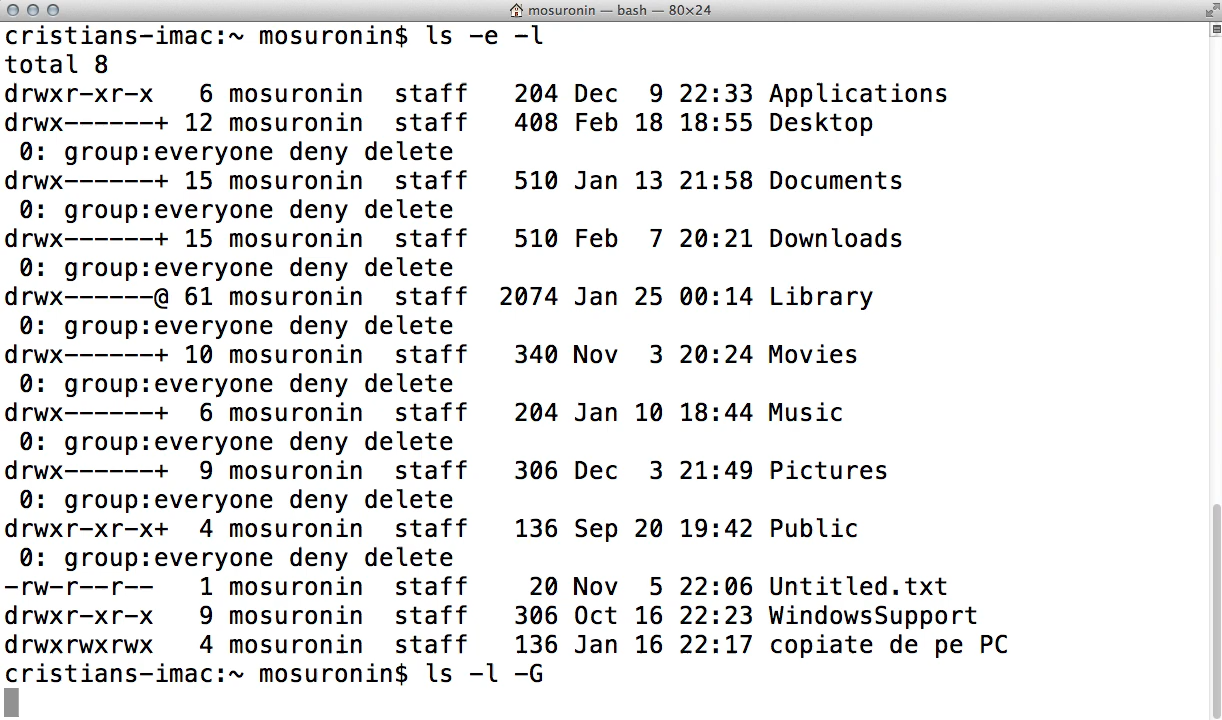 mosuronin — bash — 80×24
cristians-imac:~ mosuronin$ ls -e -l
total 8
drwxr-xr-x   6 mosuronin  staff   204 Dec  9 22:33 Applications
drwx------+ 12 mosuronin  staff   408 Feb 18 18:55 Desktop
 0: group:everyone deny delete
drwx------+ 15 mosuronin  staff   510 Jan 13 21:58 Documents
 0: group:everyone deny delete
drwx------+ 15 mosuronin  staff   510 Feb  7 20:21 Downloads
 0: group:everyone deny delete
drwx------@ 61 mosuronin  staff  2074 Jan 25 00:14 Library
 0: group:everyone deny delete
drwx------+ 10 mosuronin  staff   340 Nov  3 20:24 Movies
 0: group:everyone deny delete
drwx------+  6 mosuronin  staff   204 Jan 10 18:44 Music
 0: group:everyone deny delete
drwx------+  9 mosuronin  staff   306 Dec  3 21:49 Pictures
 0: group:everyone deny delete
drwxr-xr-x+  4 mosuronin  staff   136 Sep 20 19:42 Public
 0: group:everyone deny delete
-rw-r--r--   1 mosuronin  staff    20 Nov  5 22:06 Untitled.txt
drwxr-xr-x   9 mosuronin  staff   306 Oct 16 22:23 WindowsSupport
drwxrwxrwx   4 mosuronin  staff   136 Jan 16 22:17 copiate de pe PC
cristians-imac:~ mosuronin$ ls -l -G